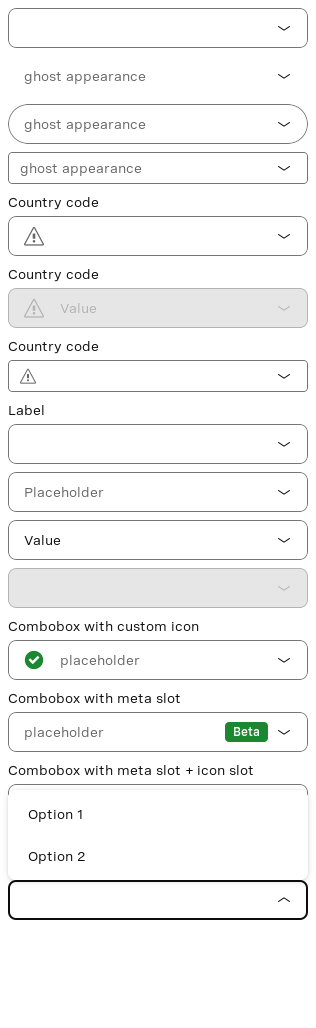 ghost appearance
ghost appearance
ghost appearance
Country code
Country code
Value
Country code
Label
Placeholder
Value
Combobox with custom icon
placeholder
Combobox with meta slot
placeholder Beta
Combobox with meta slot + icon slot
Option 1
Option 2